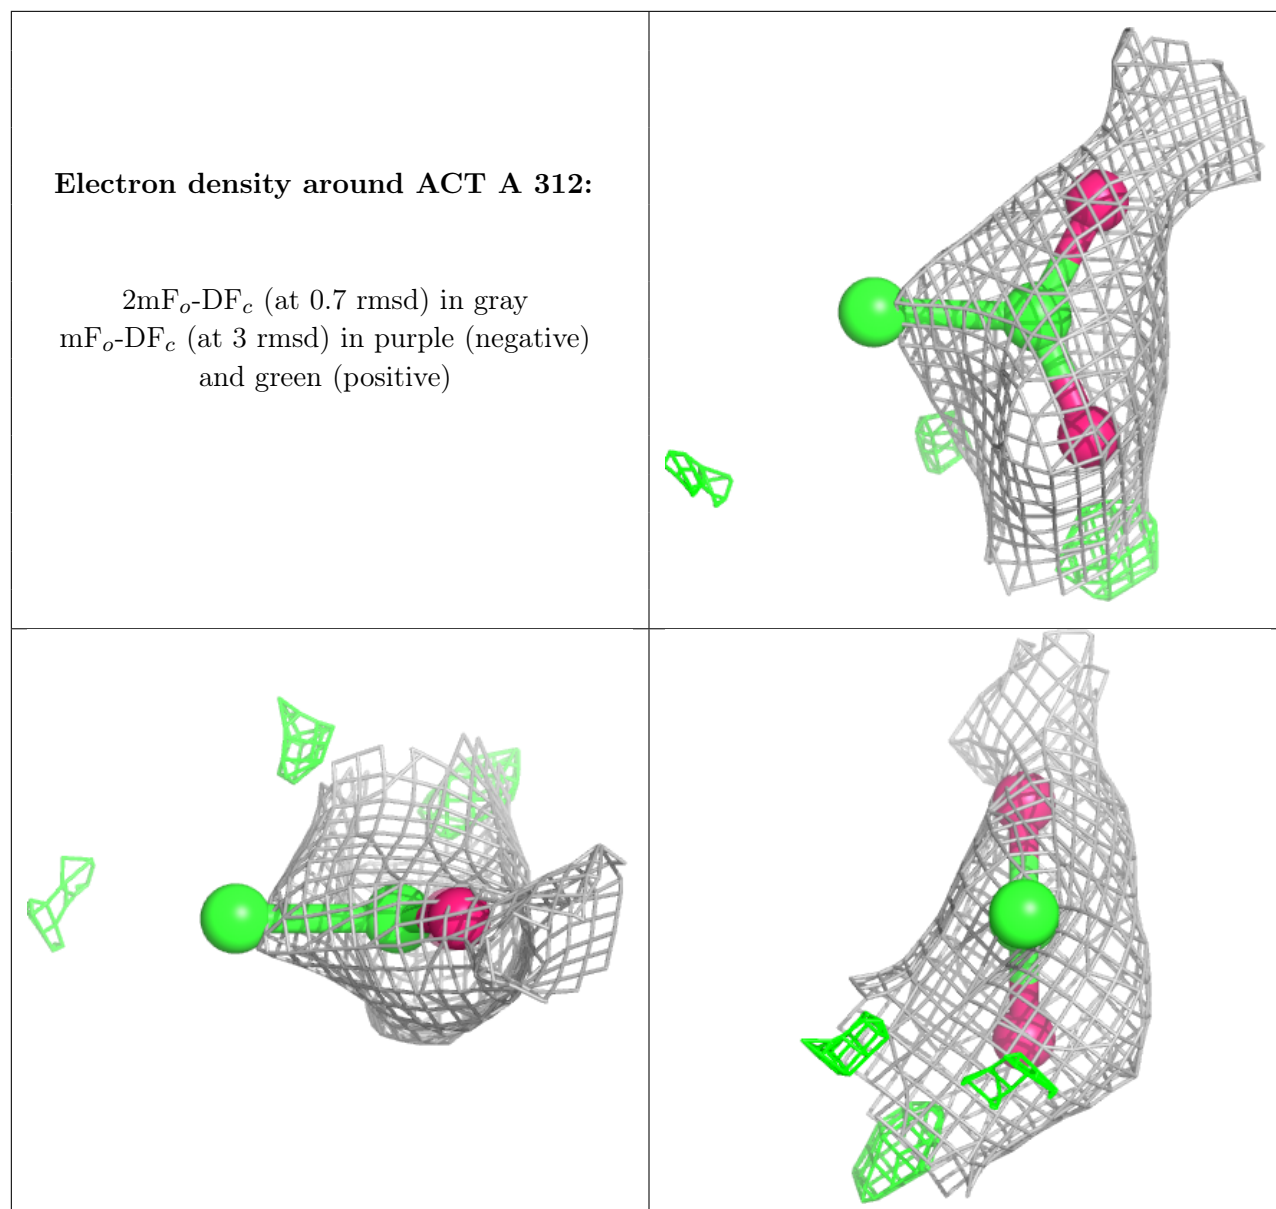 Electron density around ACT A 312:
2mFₒ-DF𝒸 (at 0.7 rmsd) in gray
mFₒ-DF𝒸 (at 3 rmsd) in purple (negative)
and green (positive)